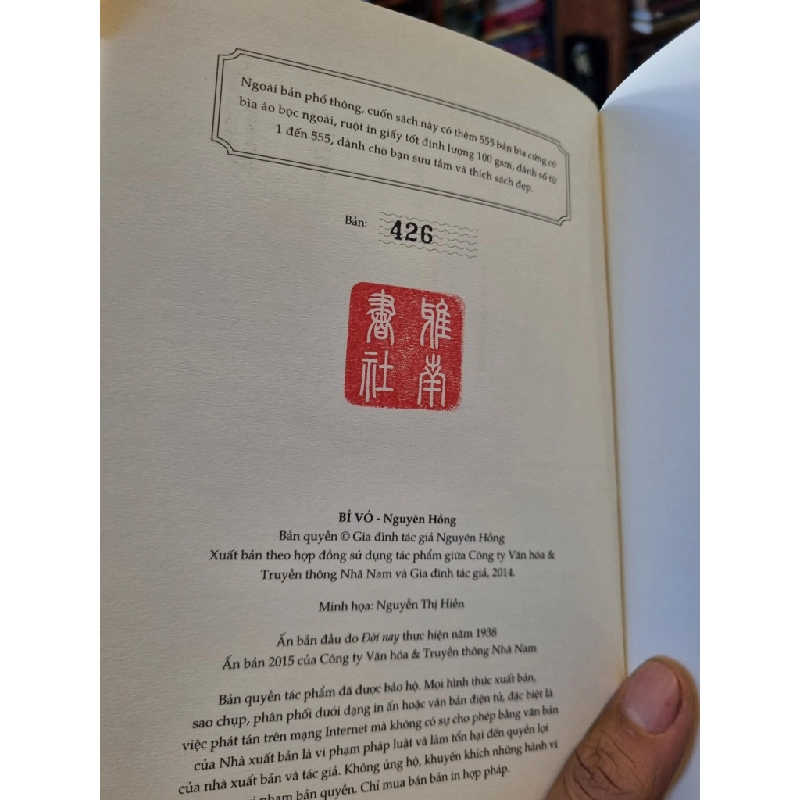 Ngoài bản phổ thông, cuốn sách này có thêm 555 bản bìa cứng có
bìa áo bọc ngoài, ruột in giấy tốt định lượng 100 gam, đánh số từ
1 đến 555, dành cho bạn sưu tầm và thích sách đẹp.
Bản: 426
雅南
書社
BỈ VỎ - Nguyên Hồng
Bản quyền © Gia đình tác giả Nguyên Hồng
Xuất bản theo hợp đồng sử dụng tác phẩm giữa Công ty Văn hóa &
Truyền thông Nhã Nam và Gia đình tác giả, 2014.
Minh họa: Nguyễn Thị Hiền
Ấn bản đầu do Đời nay thực hiện năm 1938
Ấn bản 2015 của Công ty Văn hóa & Truyền thông Nhã Nam
Bản quyền tác phẩm đã được bảo hộ. Mọi hình thức xuất bản,
sao chụp, phân phối dưới dạng in ấn hoặc văn bản điện tử, đặc biệt là
việc phát tán trên mạng Internet mà không có sự cho phép bằng văn bản
của Nhà xuất bản là vi phạm pháp luật và làm tổn hại đến quyền lợi
của nhà xuất bản và tác giả. Không ủng hộ, khuyến khích những hành vi
vi phạm bản quyền. Chỉ mua bán bản in hợp pháp.